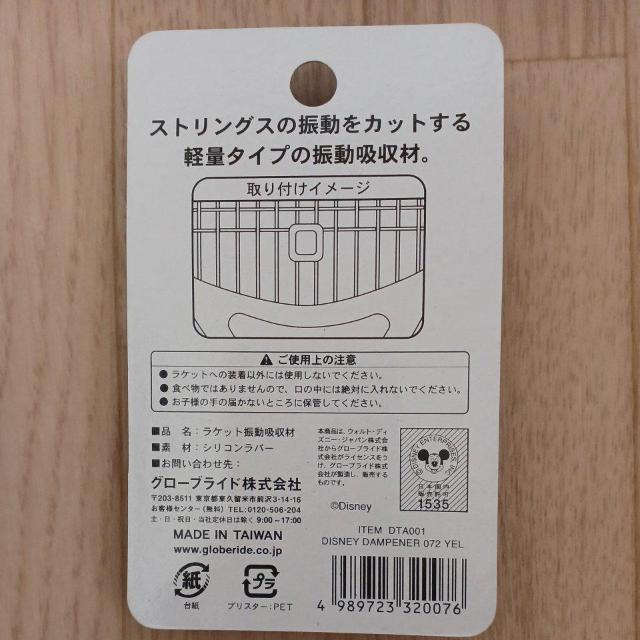 ストリングスの振動をカットする
軽量タイプの振動吸収材。
取り付けイメージ
ご使用上の注意
● ラケットへの装着以外には使用しないでください。
● 食べ物ではありませんので、口の中には絶対に入れないでください。
● お子様の手の届かないところに保管してください。
■品 名：ラケット振動吸収材
■素 材：シリコンラバー
■お問い合わせ先：
グローブライド株式会社
〒203-8511 東京都東久留米市前沢3-14-16
お客様センター（無料）TEL:0120-506-204
土・日・祝日・当社定休日は除く 9:00~17:00
MADE IN TAIWAN
www.globeride.co.jp
本商品は、ウォルト・ディ
ズニー・ジャパン株式会社
からグローブライド株式
会社がライセンスをう
け、グローブライド株式会社
が製造し、販売する
ものです。
©Disney
©DISNEY ENTERPRISES, INC.
日本国内
販売許可
1535
ITEM DTA001
DISNEY DAMPENER 072 YEL
紙
台紙
プラ
ブリスター：PET
4 989723 320076